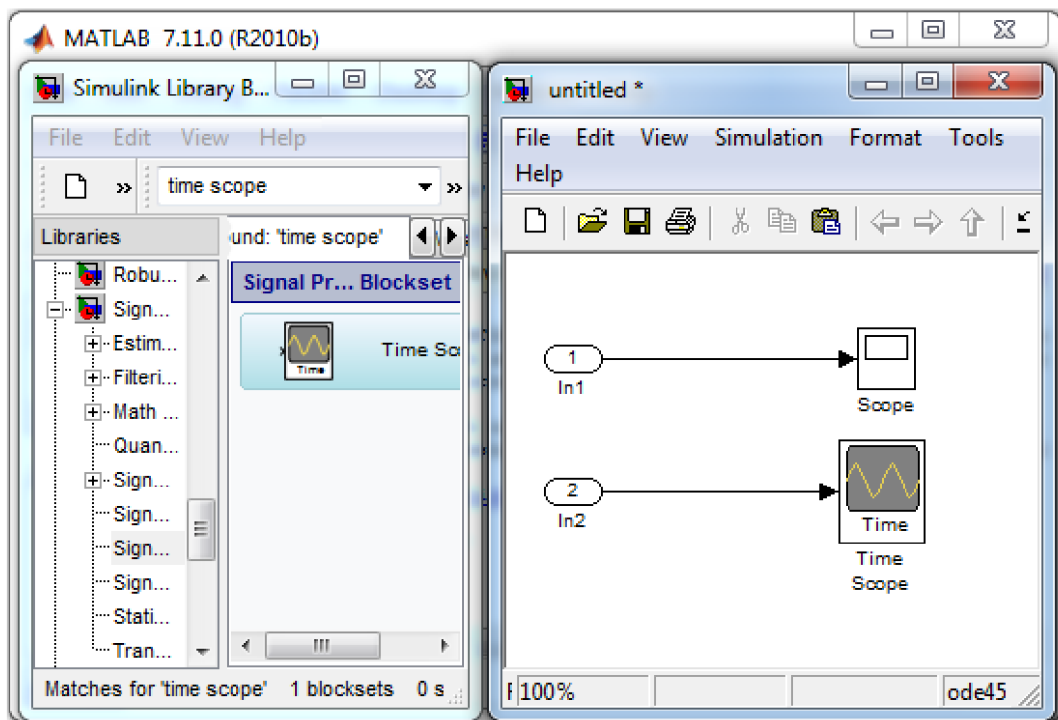 MATLAB 7.11.0 (R2010b)
Simulink Library B...
File Edit View Help
time scope
Libraries
und: 'time scope'
Robu...
Sign...
Estim...
Filteri...
Math ...
Quan...
Sign...
Sign...
Sign...
Sign...
Stati...
Tran...
Signal Pr... Blockset
Time
Time Sco
Matches for 'time scope' 1 blocksets 0 s
untitled *
File Edit View Simulation Format Tools
Help
1
In1
Scope
2
In2
Time
Time
Scope
100%
ode45